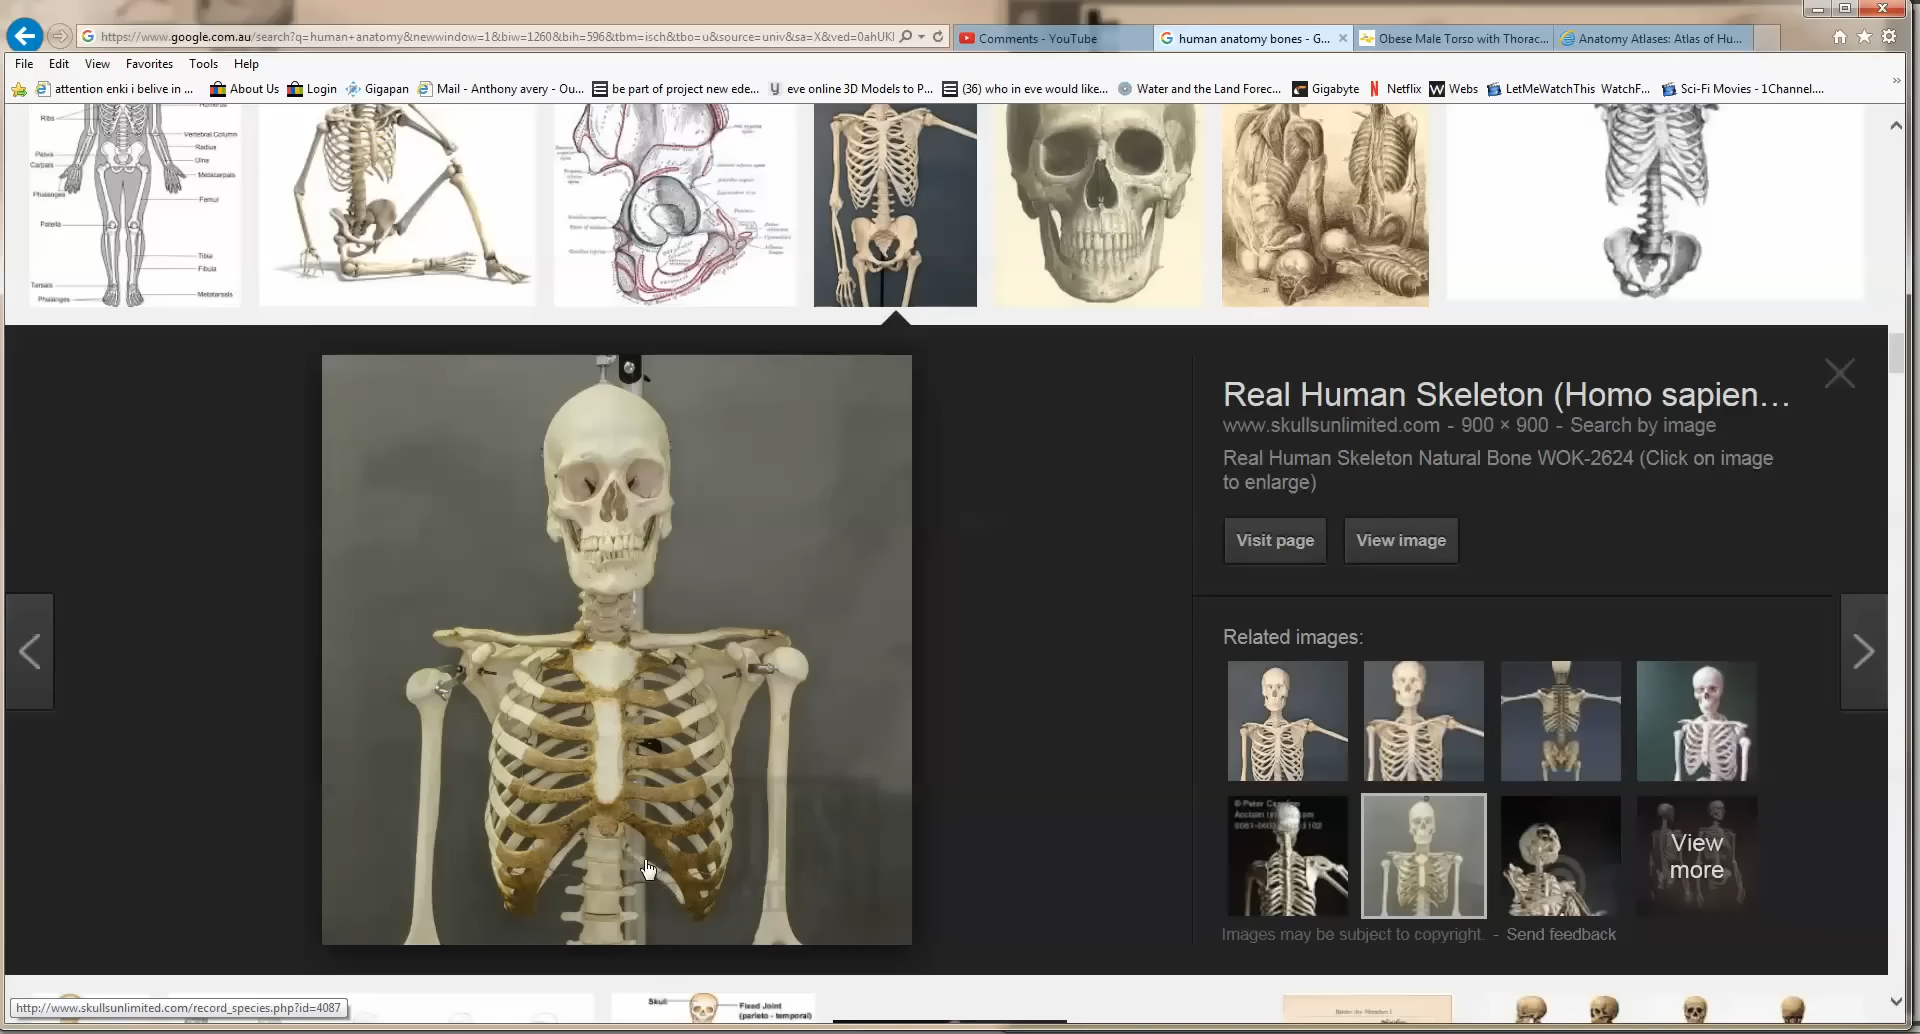 https://www.google.com.au/search?q=human+anatomy&newwindow=1&biw=1260&bih=596&tbm=isch&tbo=u&source=univ&sa=X&ved=0ahUKI
Comments - YouTube
human anatomy bones - G...
Obese Male Torso with Thorac...
Anatomy Atlases: Atlas of Hu...
File Edit View Favorites Tools Help
attention enki i belive in ...
About Us
Login
Gigapan
Mail - Anthony avery - Ou...
be part of project new ede...
eve online 3D Models to P...
(36) who in eve would like...
Water and the Land Forec...
Gigabyte
Netflix
Webs
LetMeWatchThis WatchF...
Sci-Fi Movies - 1Channel....
Ribs
Vertebral Column
Radius
Pelvis
Ulna
Carpals
Metacarpals
Phalanges
Femur
Patella
Tibia
Fibula
Tarsals
Metatarsals
Phalanges
Real Human Skeleton (Homo sapien...
www.skullsunlimited.com - 900 × 900 - Search by image
Real Human Skeleton Natural Bone WOK-2624 (Click on image
to enlarge)
Visit page
View image
Related images:
View
more
Images may be subject to copyright. - Send feedback
http://www.skullsunlimited.com/record_species.php?id=4087
Skull
Fixed Joint
(parieto - temporal)